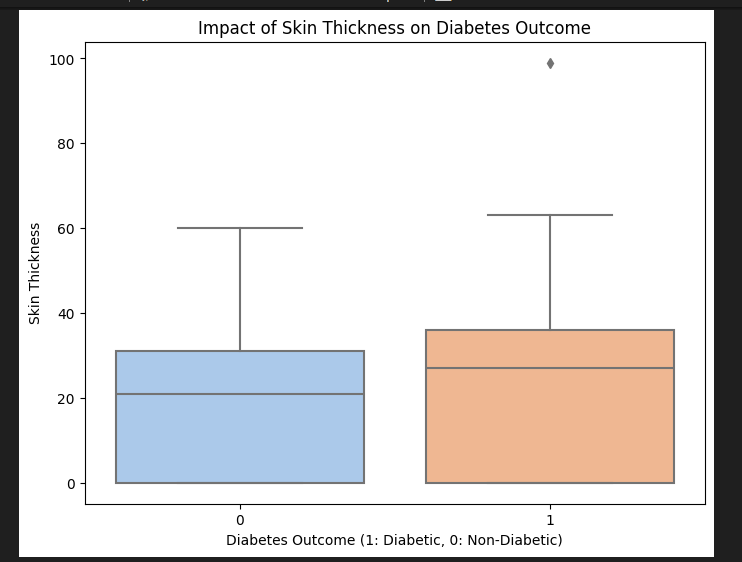 Impact of Skin Thickness on Diabetes Outcome
100
80
60
40
20
0
Skin Thickness
0
1
Diabetes Outcome (1: Diabetic, 0: Non-Diabetic)